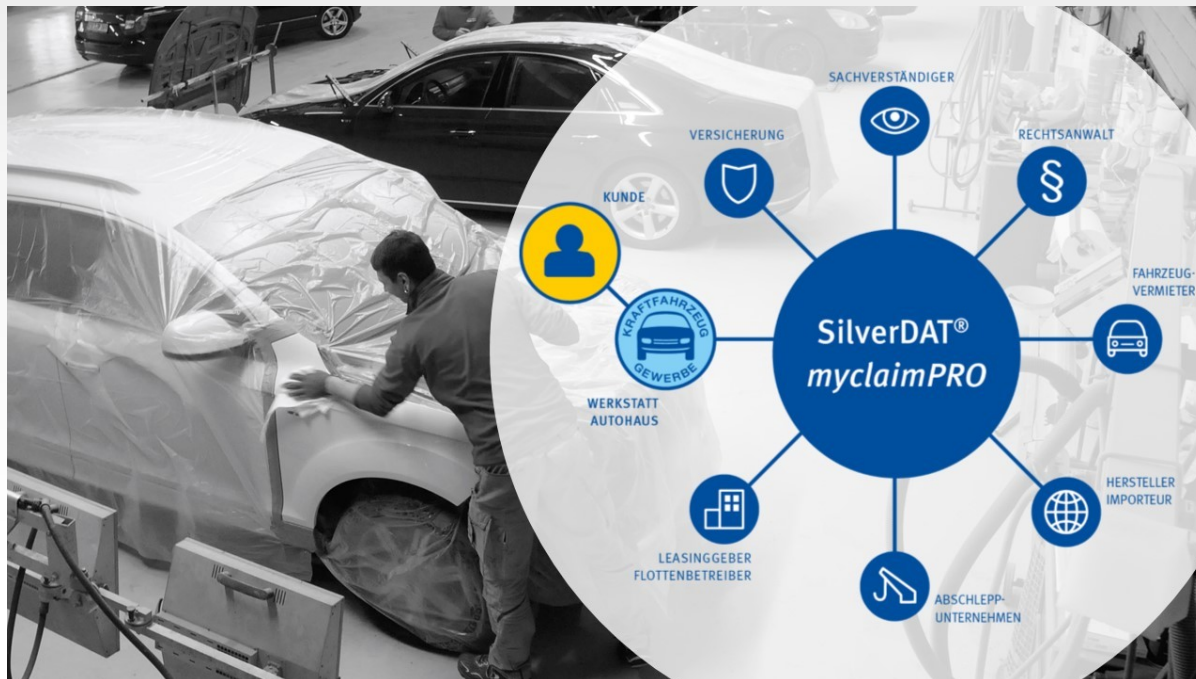 SACHVERSTÄNDIGER
VERSICHERUNG
RECHTSANWALT
§
KUNDE
FAHRZEUG-
VERMIETER
KRAFTFAHRZEUG
GEWERBE
SilverDAT®
myclaimPRO
WERKSTATT
AUTOHAUS
HERSTELLER
IMPORTEUR
LEASINGGEBER
FLOTTENBETREIBER
ABSCHLEPP-
UNTERNEHMEN